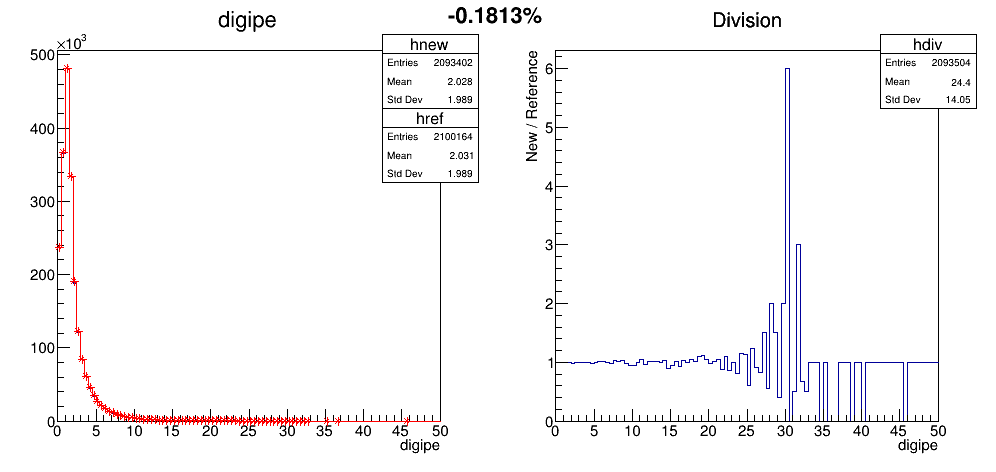 digipe
-0.1813%
Division
×10³
hnew
Entries 2093402
Mean 2.028
Std Dev 1.989
href
Entries 2100164
Mean 2.031
Std Dev 1.989
500
400
300
200
100
0
0 5 10 15 20 25 30 35 40 45 50
digipe
hdiv
Entries 2093504
Mean 24.4
Std Dev 14.05
New / Reference
6
5
4
3
2
1
0
0 5 10 15 20 25 30 35 40 45 50
digipe